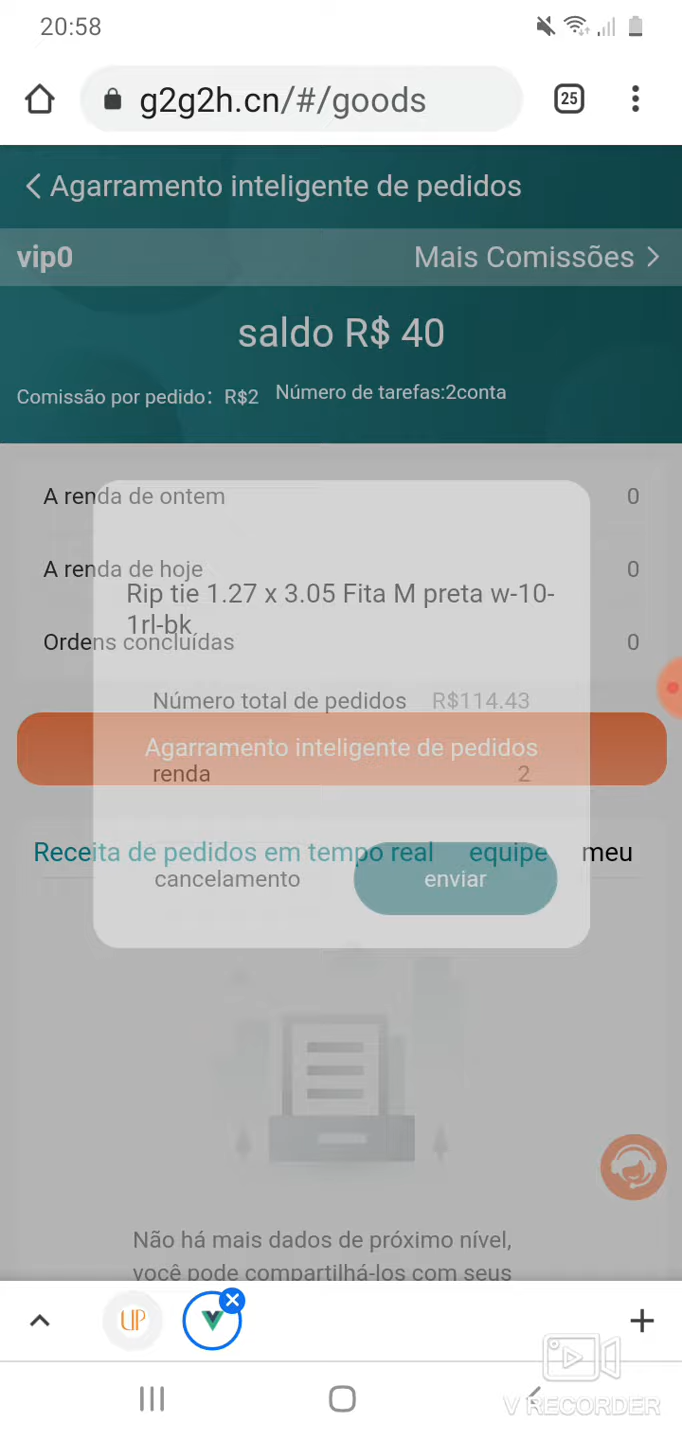 20:58
g2g2h.cn/#/goods
25
Agarramento inteligente de pedidos
vip0
Mais Comissões
saldo R$ 40
Comissão por pedido: R$2
Número de tarefas:2conta
A renda de ontem
0
A renda de hoje
0
Rip tie 1.27 x 3.05 Fita M preta w-10-
1rl-bk
Ordens concluídas
0
Número total de pedidos
R$114.43
Agarramento inteligente de pedidos
renda
2
Receita de pedidos em tempo real
equipe
meu
cancelamento
enviar
Não há mais dados de próximo nível,
você pode compartilhá-los com seus
UP
V RECORDER